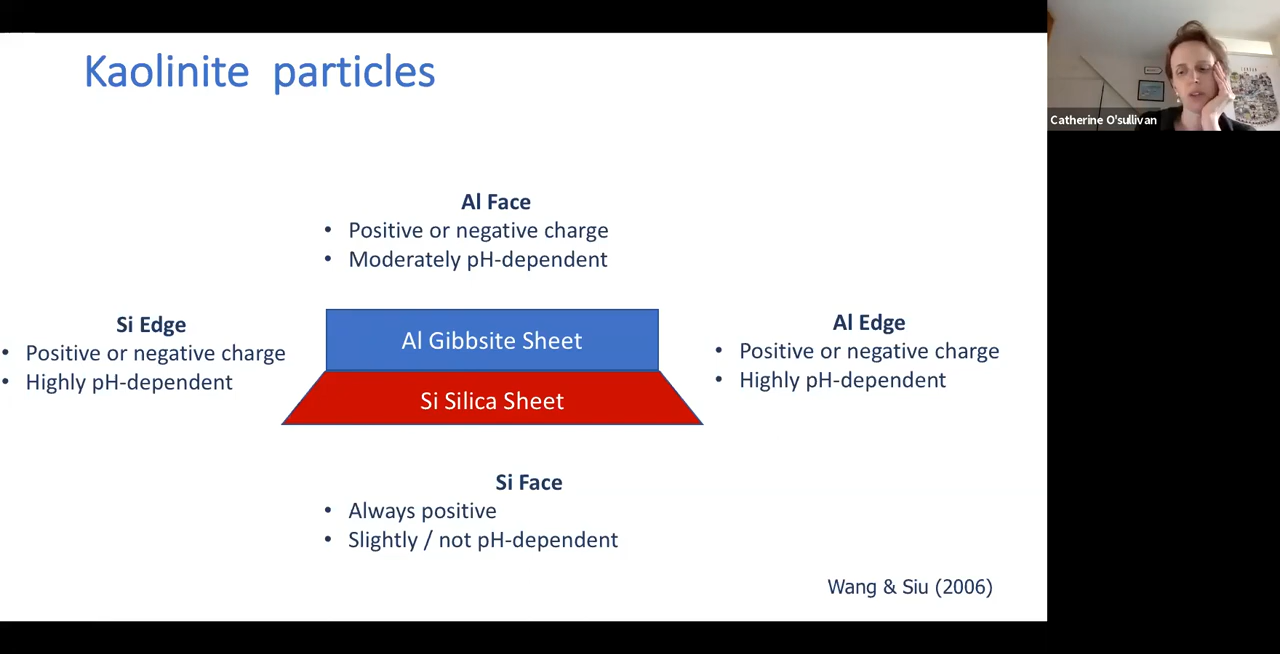 Kaolinite particles
Catherine O'sullivan
Al Face
• Positive or negative charge
• Moderately pH-dependent
Si Edge
• Positive or negative charge
• Highly pH-dependent
Al Gibbsite Sheet
Si Silica Sheet
Al Edge
• Positive or negative charge
• Highly pH-dependent
Si Face
• Always positive
• Slightly / not pH-dependent
Wang & Siu (2006)